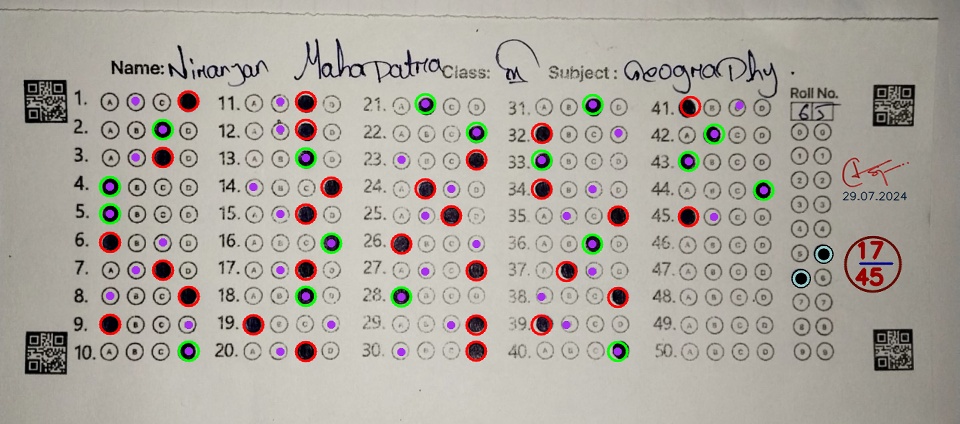 Name: Niranjan Mahapatra Class: Subject: Geography.
Roll No.
65
1. A B C 11. A D 21. A C D 31. A C D 41. B D
2. A B D 12. A D 22. A B C 32. B C 42. A C D
3. A D 13. A B D 23. B C 33. B C D 43. B C D
4. B C D 14. B C 24. A D 34. B D 44. A B C
5. B C D 15. A D 25. A D 35. A C 45. C D
6. B D 16. A B C 26. B C 36. A B D 46. A B C D
7. A D 17. A D 27. A C 37. A D 47. A B C D
8. B C 18. A B D 28. B C D 38. B C 48. A B C D
9. B C 19. B C 29. A B 39. C D 49. A B C D
10. A B C 20. A D 30. B C 40. A B C 50. A B C D
0 0
1 1
2 2
3 3
4 4
5
6
7 7
8 8
9 9
29.07.2024
17
45